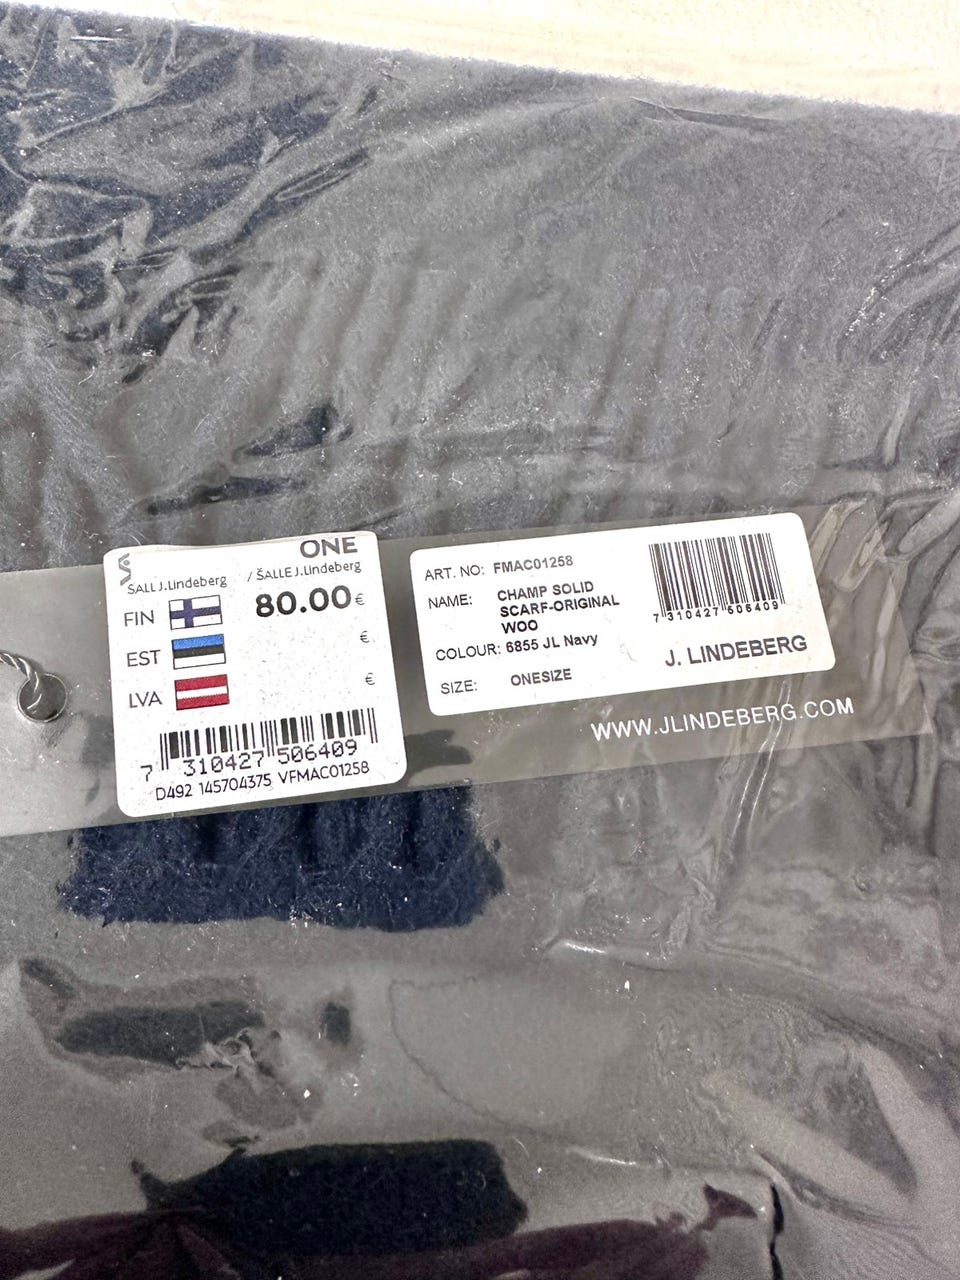 ONE
ŠALL J.Lindeberg / ŠALLE J.Lindeberg
FIN 80.00€
EST €
LVA €
7 310427 506409
D492 145704375 VFMAC01258
ART. NO: FMAC01258
NAME: CHAMP SOLID
SCARF-ORIGINAL
WOO
COLOUR: 6855 JL Navy
SIZE: ONESIZE
7 310427 506409
J. LINDEBERG
WWW.JLINDEBERG.COM